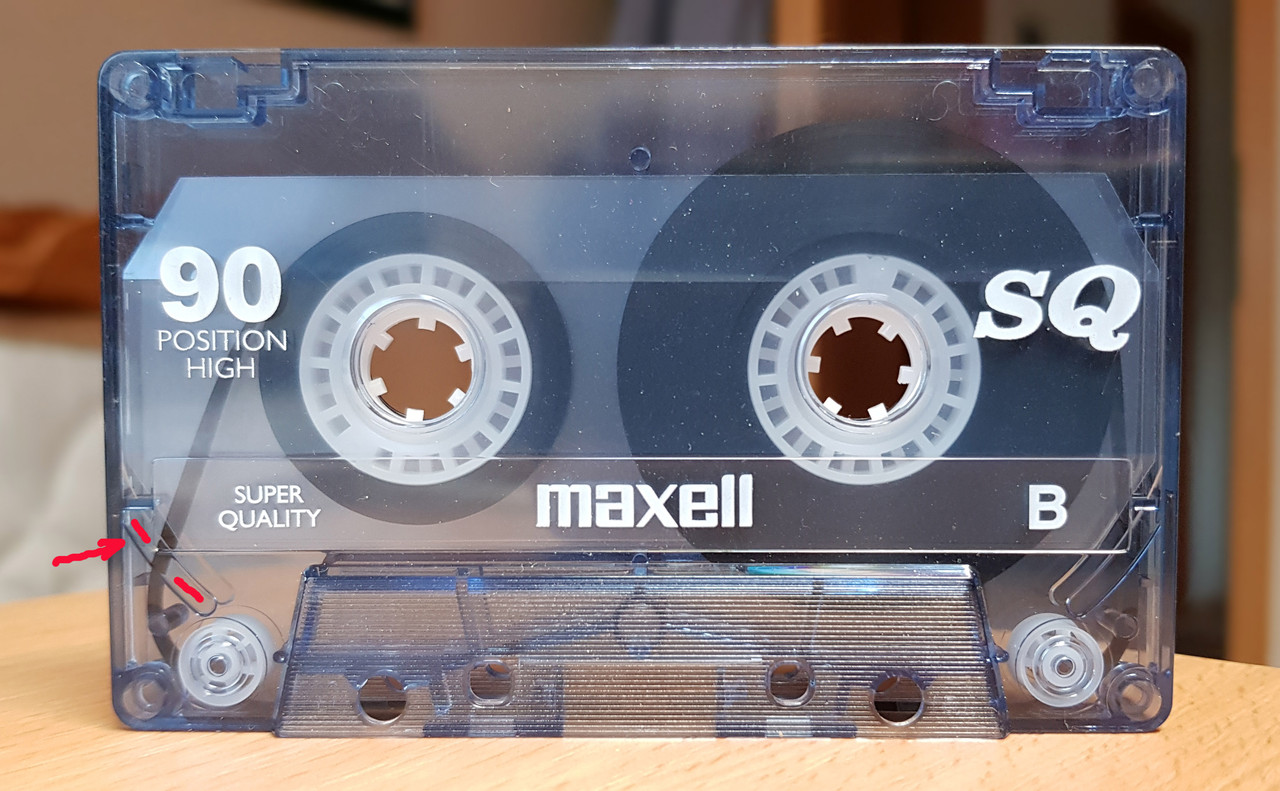 90
POSITION
HIGH
SQ
SUPER
QUALITY
maxell
B